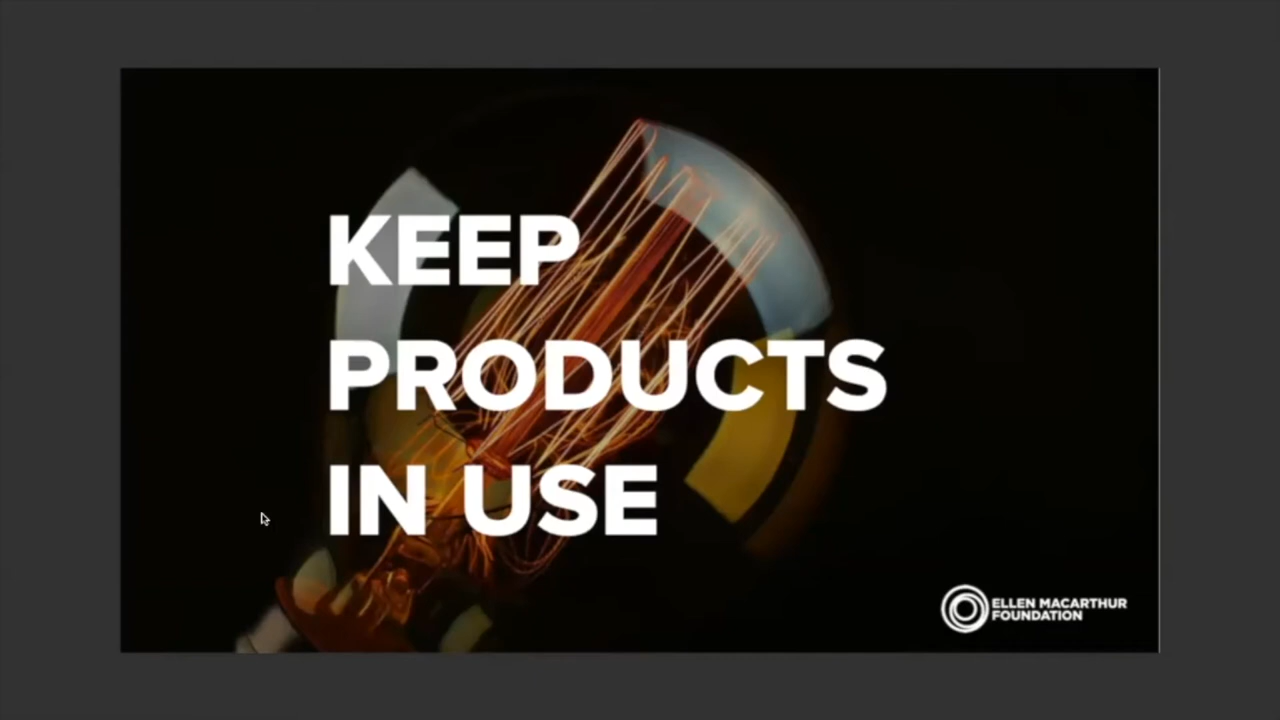 KEEP
PRODUCTS
IN USE
ELLEN MACARTHUR
FOUNDATION